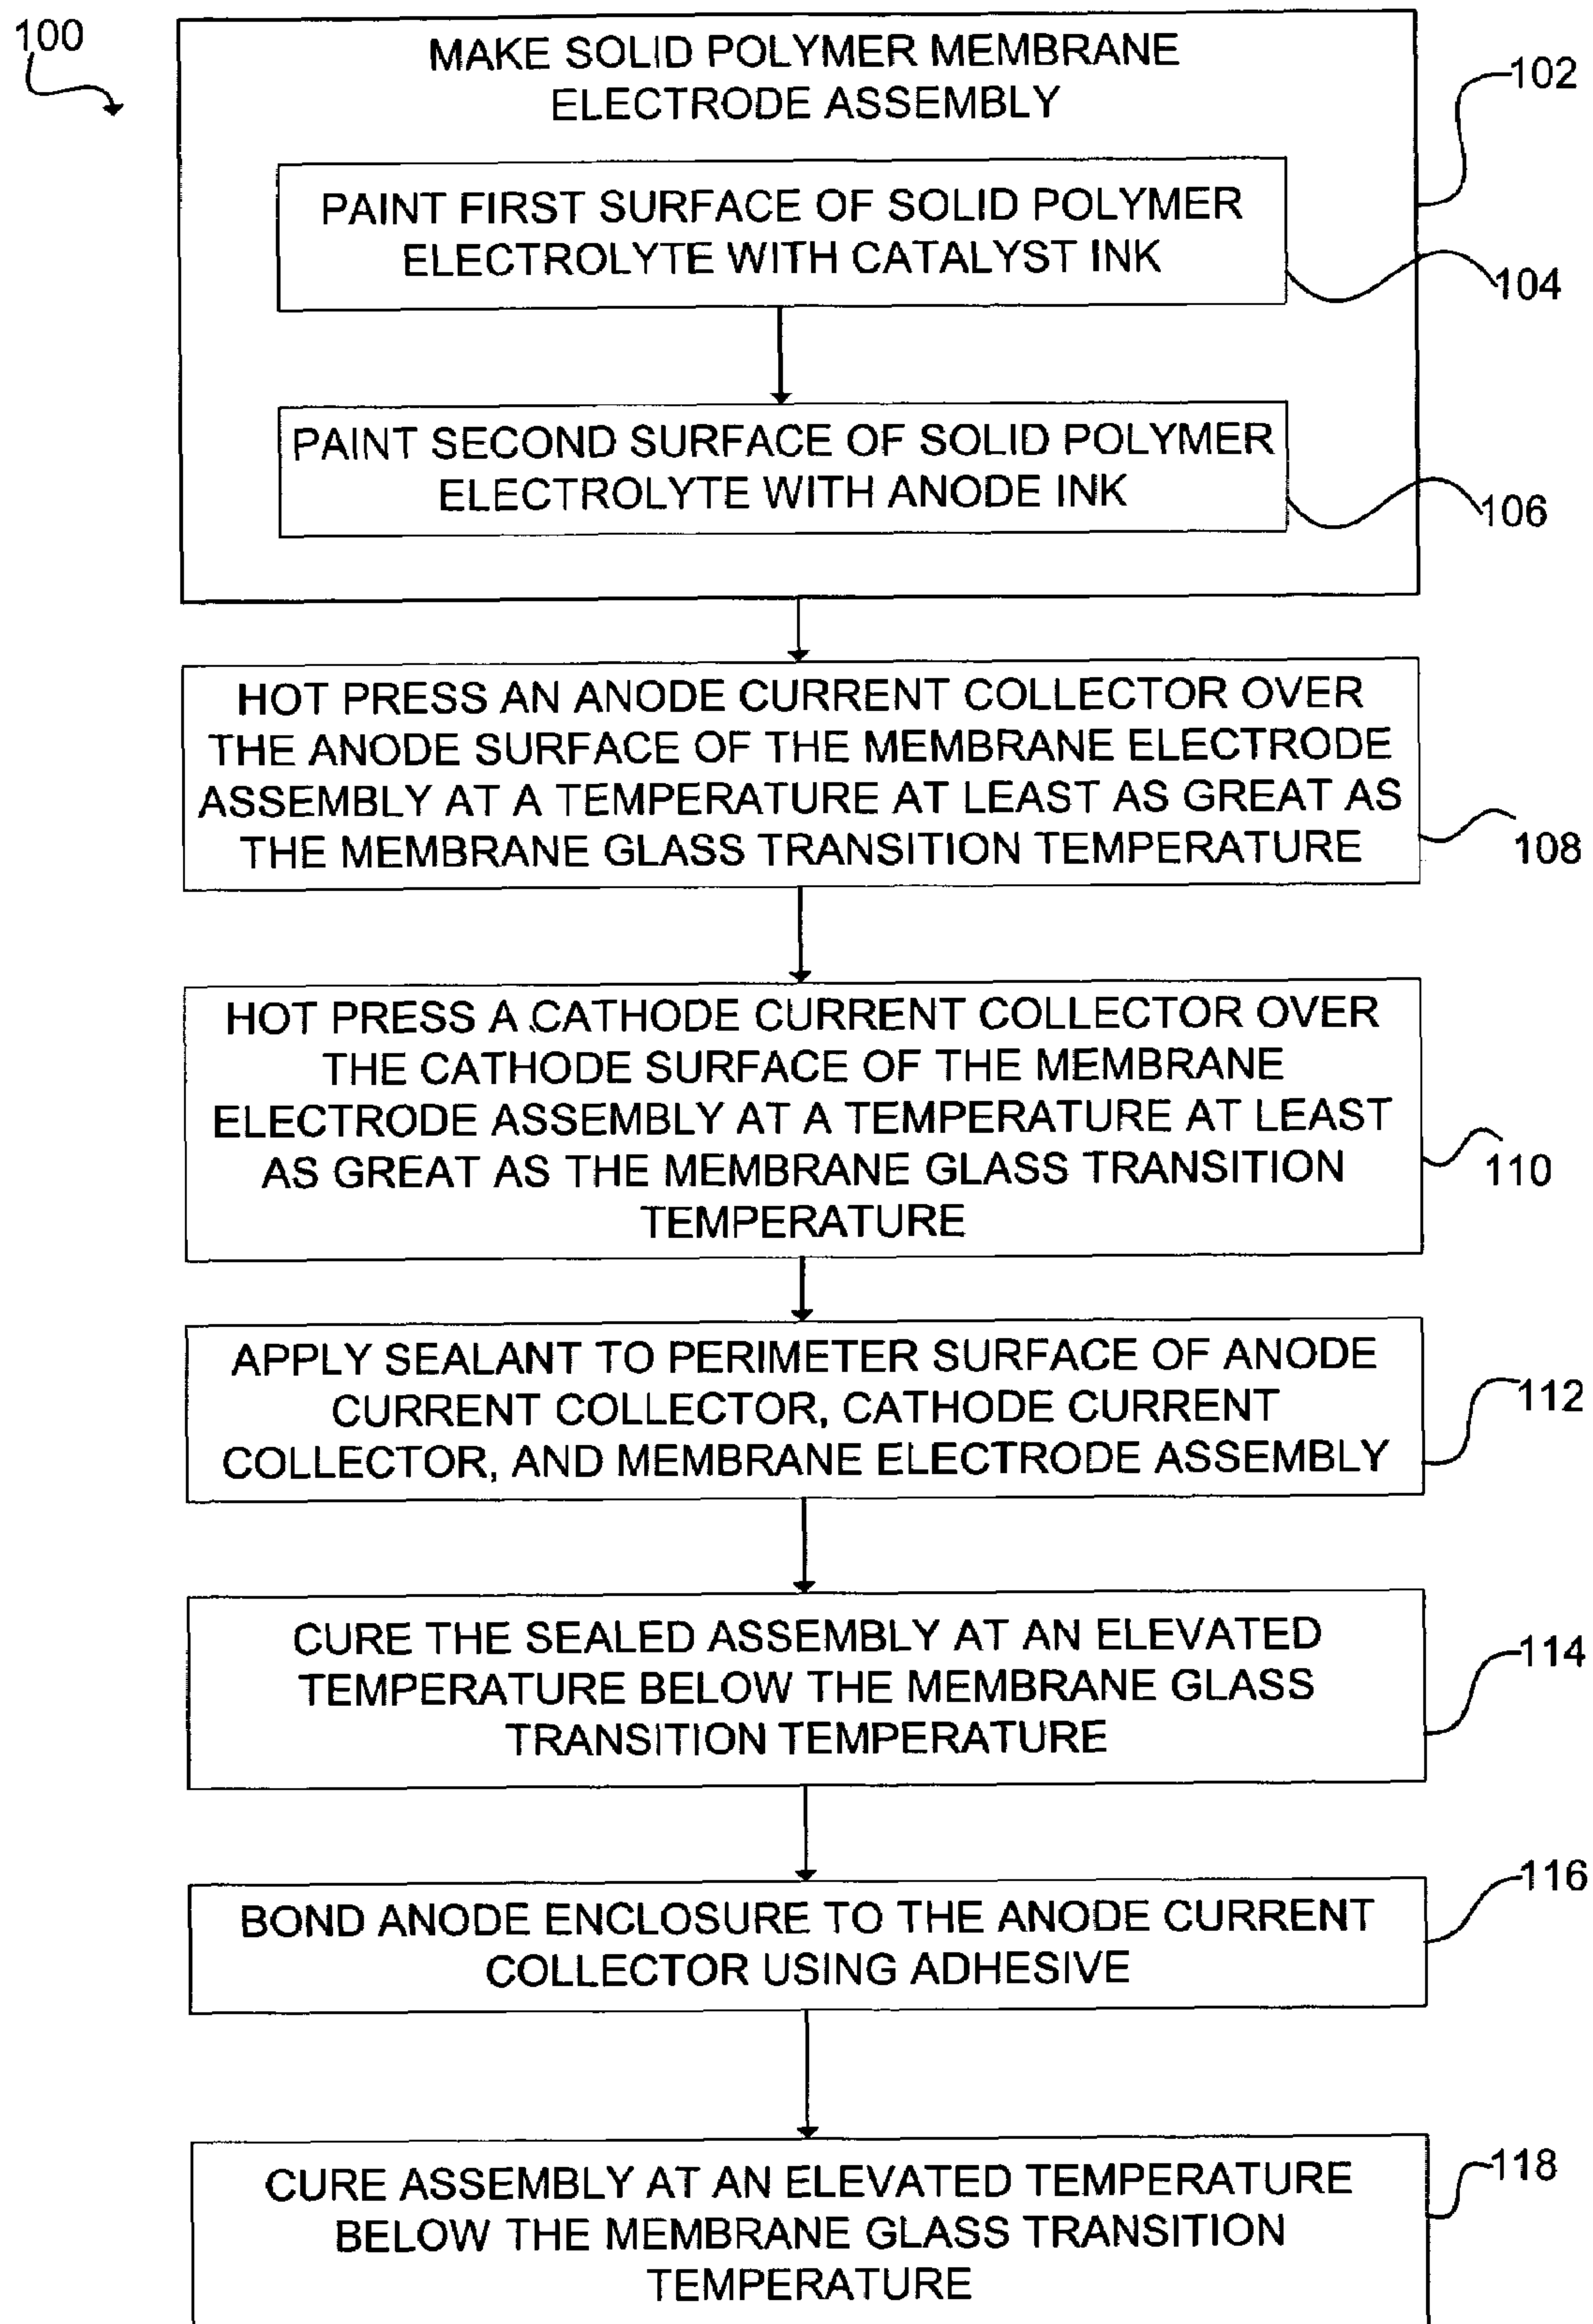 100
MAKE SOLID POLYMER MEMBRANE
ELECTRODE ASSEMBLY
102
PAINT FIRST SURFACE OF SOLID POLYMER
ELECTROLYTE WITH CATALYST INK
104
PAINT SECOND SURFACE OF SOLID POLYMER
ELECTROLYTE WITH ANODE INK
106
HOT PRESS AN ANODE CURRENT COLLECTOR OVER
THE ANODE SURFACE OF THE MEMBRANE ELECTRODE
ASSEMBLY AT A TEMPERATURE AT LEAST AS GREAT AS
THE MEMBRANE GLASS TRANSITION TEMPERATURE
108
HOT PRESS A CATHODE CURRENT COLLECTOR OVER
THE CATHODE SURFACE OF THE MEMBRANE
ELECTRODE ASSEMBLY AT A TEMPERATURE AT LEAST
AS GREAT AS THE MEMBRANE GLASS TRANSITION
TEMPERATURE
110
APPLY SEALANT TO PERIMETER SURFACE OF ANODE
CURRENT COLLECTOR, CATHODE CURRENT
COLLECTOR, AND MEMBRANE ELECTRODE ASSEMBLY
112
CURE THE SEALED ASSEMBLY AT AN ELEVATED
TEMPERATURE BELOW THE MEMBRANE GLASS
TRANSITION TEMPERATURE
114
BOND ANODE ENCLOSURE TO THE ANODE CURRENT
COLLECTOR USING ADHESIVE
116
CURE ASSEMBLY AT AN ELEVATED TEMPERATURE
BELOW THE MEMBRANE GLASS TRANSITION
TEMPERATURE
118